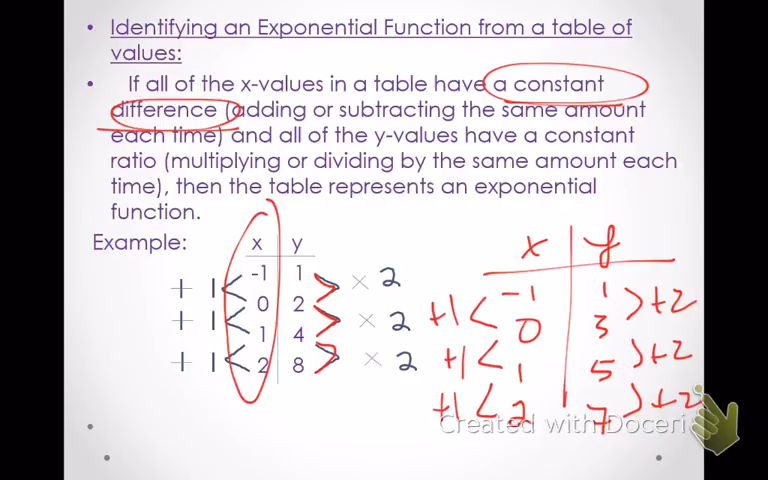 Identifying an Exponential Function from a table of
values:
If all of the x-values in a table have a constant
difference (adding or subtracting the same amount
each time) and all of the y-values have a constant
ratio (multiplying or dividing by the same amount each
time), then the table represents an exponential
function.
Example:
x y
-1 1
0 2
1 4
2 8
+ 1
+ 1
+ 1
× 2
× 2
× 2
x y
-1 1
0 3
1 5
2 7
+1
+1
+1
+2
+2
+2
Created with Doceri